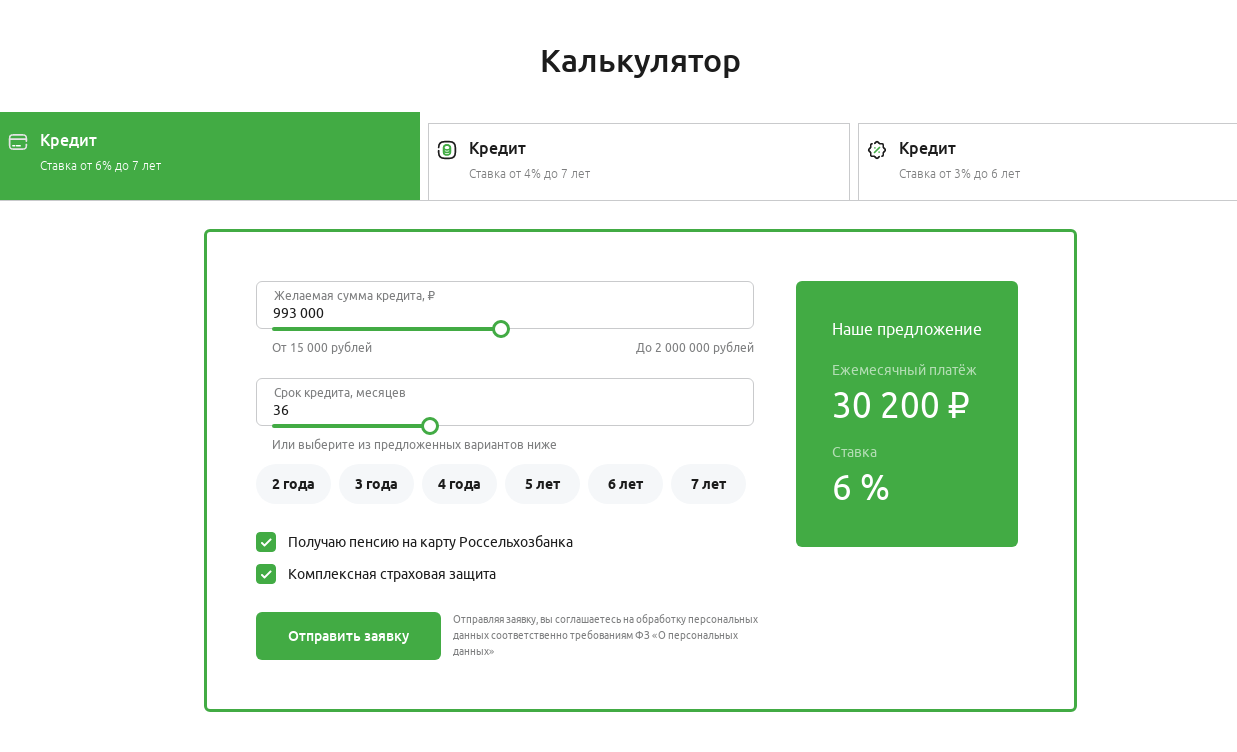 Калькулятор
Кредит
Ставка от 6% до 7 лет
Кредит
Ставка от 4% до 7 лет
Кредит
Ставка от 3% до 6 лет
Желаемая сумма кредита, ₽
993 000
От 15 000 рублей
До 2 000 000 рублей
Срок кредита, месяцев
36
Или выберите из предложенных вариантов ниже
2 года
3 года
4 года
5 лет
6 лет
7 лет
Получаю пенсию на карту Россельхозбанка
Комплексная страховая защита
Отправить заявку
Отправляя заявку, вы соглашаетесь на обработку персональных
данных соответственно требованиям ФЗ «О персональных
данных»
Наше предложение
Ежемесячный платёж
30 200 ₽
Ставка
6 %